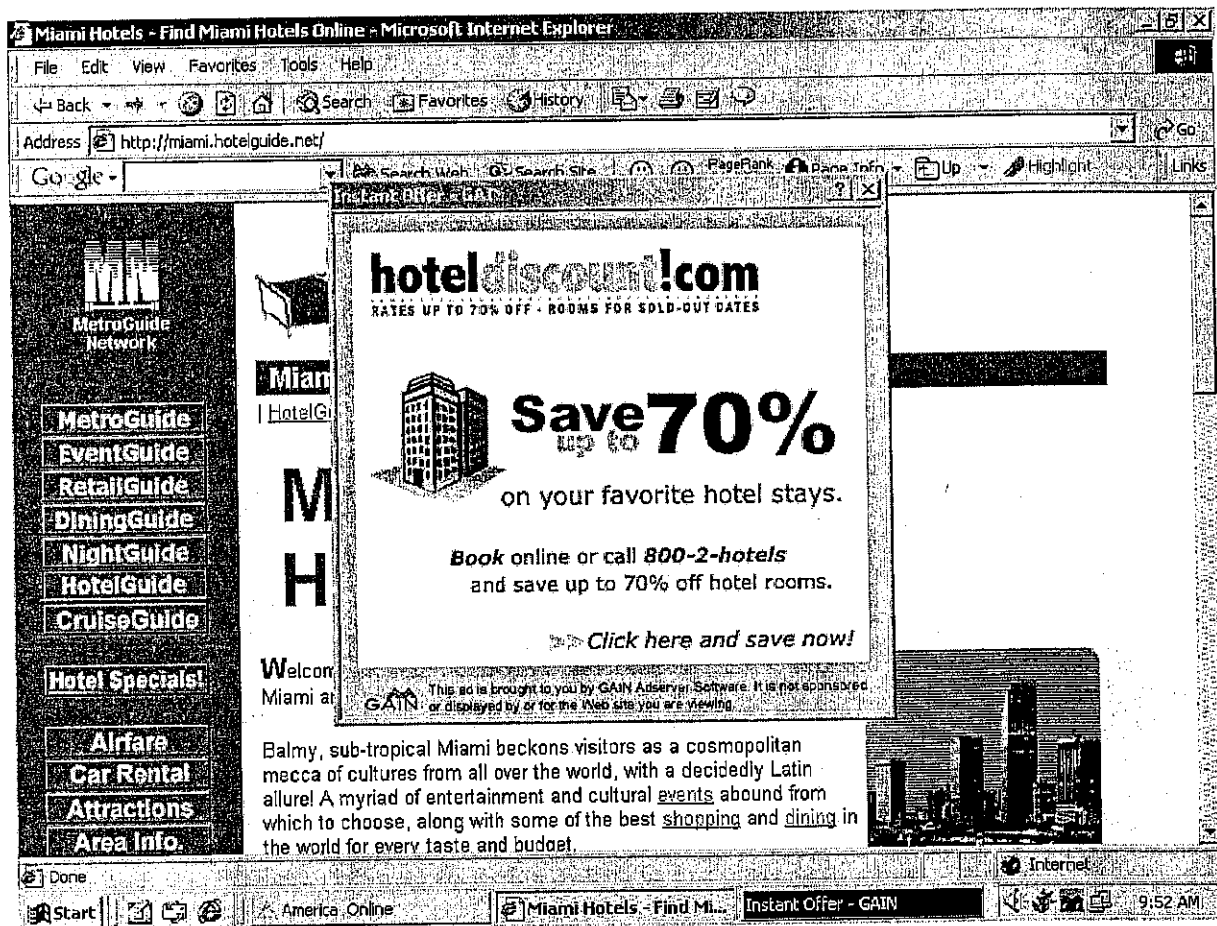 Miami Hotels - Find Miami Hotels Online - Microsoft Internet Explorer
File Edit View Favorites Tools Help
Back Search Favorites History
Address http://miami.hotelguide.net/ Go
Google Search Web Search Site PageRank Page Info Up Highlight Links
Instant Offer - GAIN
MN
MetroGuide
Network
hoteldiscount!com
RATES UP TO 70% OFF - ROOMS FOR SOLD-OUT DATES
Miam
HotelG
MetroGuide
EventGuide
RetailGuide
DiningGuide
NightGuide
HotelGuide
CruiseGuide
Hotel Specials!
Airfare
Car Rental
Attractions
Area Info.
M
H
Save up to 70%
on your favorite hotel stays.
Book online or call 800-2-hotels
and save up to 70% off hotel rooms.
Click here and save now!
GAIN This ad is brought to you by GAIN Adserver Software. It is not sponsored
or displayed by or for the Web site you are viewing.
Welcom
Miami a
Balmy, sub-tropical Miami beckons visitors as a cosmopolitan
mecca of cultures from all over the world, with a decidedly Latin
allure! A myriad of entertainment and cultural events abound from
which to choose, along with some of the best shopping and dining in
the world for every taste and budget.
Done Internet
Start America Online Miami Hotels - Find Mi... Instant Offer - GAIN 9:52 AM